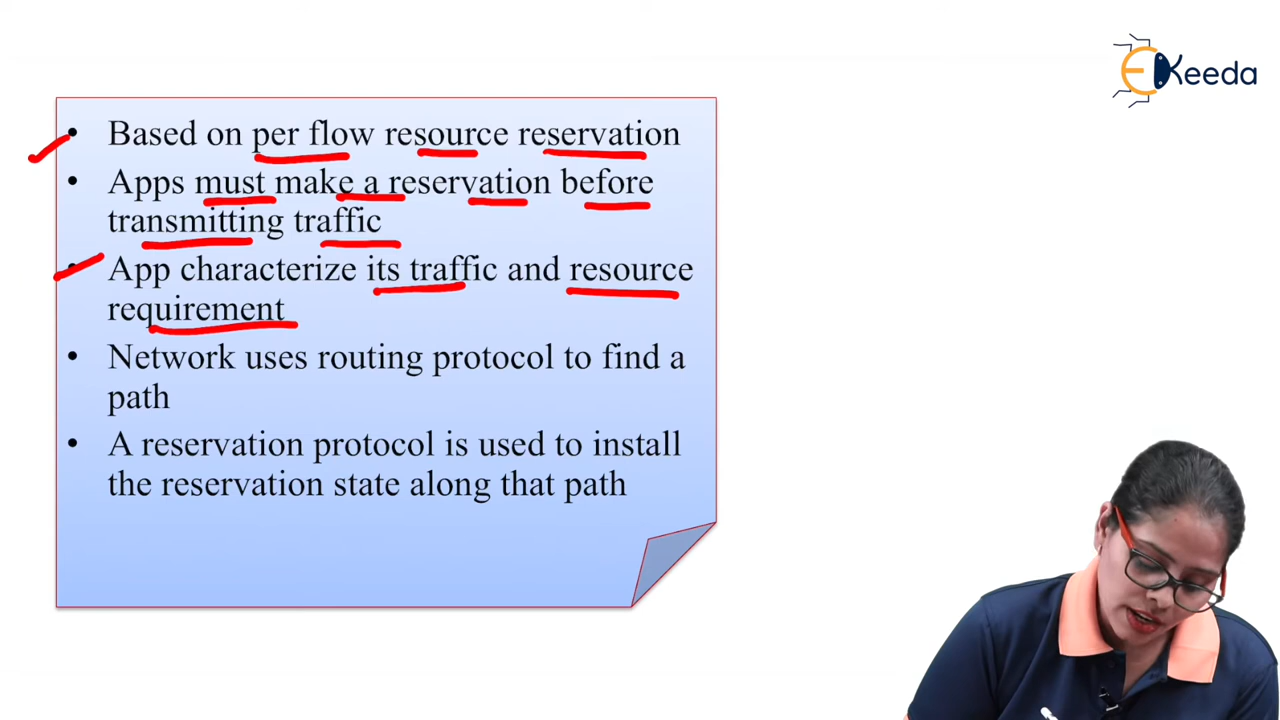 EKeeda
• Based on per flow resource reservation
• Apps must make a reservation before
transmitting traffic
• App characterize its traffic and resource
requirement
• Network uses routing protocol to find a
path
• A reservation protocol is used to install
the reservation state along that path